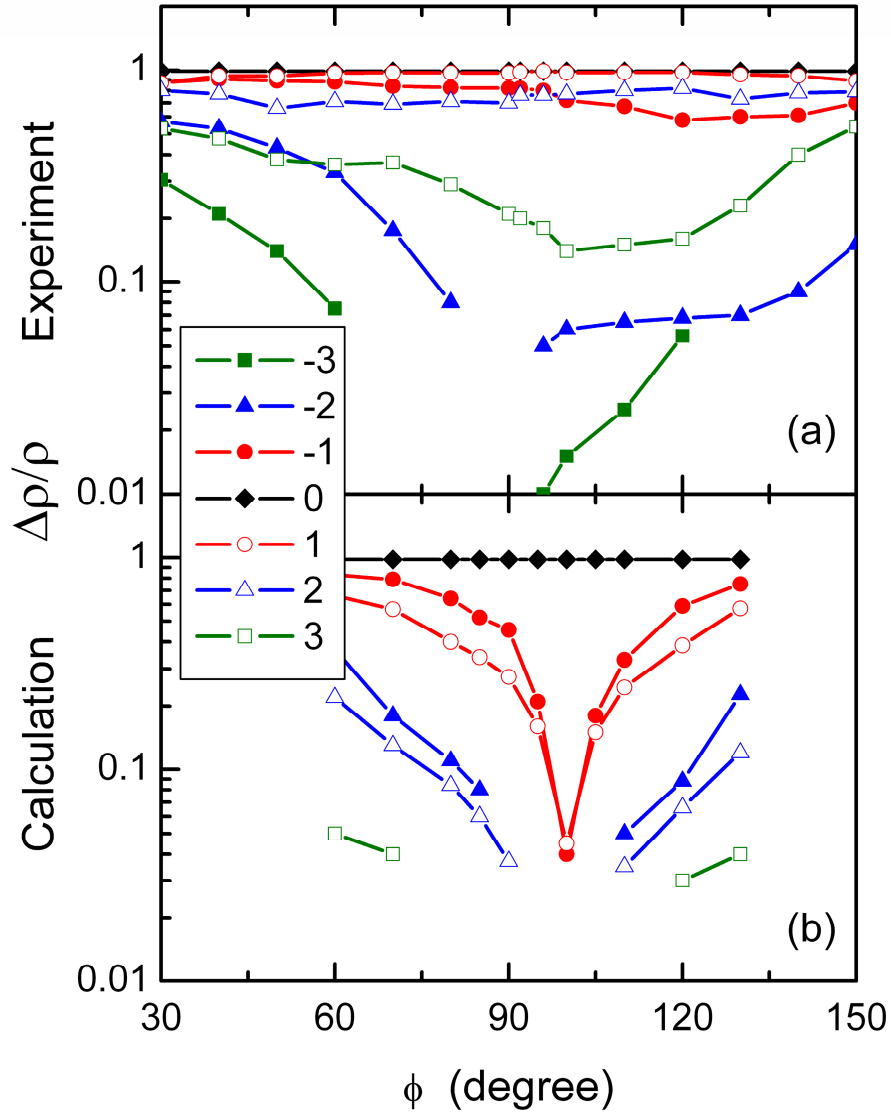 Experiment
1
0.1
0.01
(a)
-3
-2
-1
0
1
2
3
Δρ/ρ
Calculation
1
0.1
0.01
(b)
30 60 90 120 150
ϕ (degree)